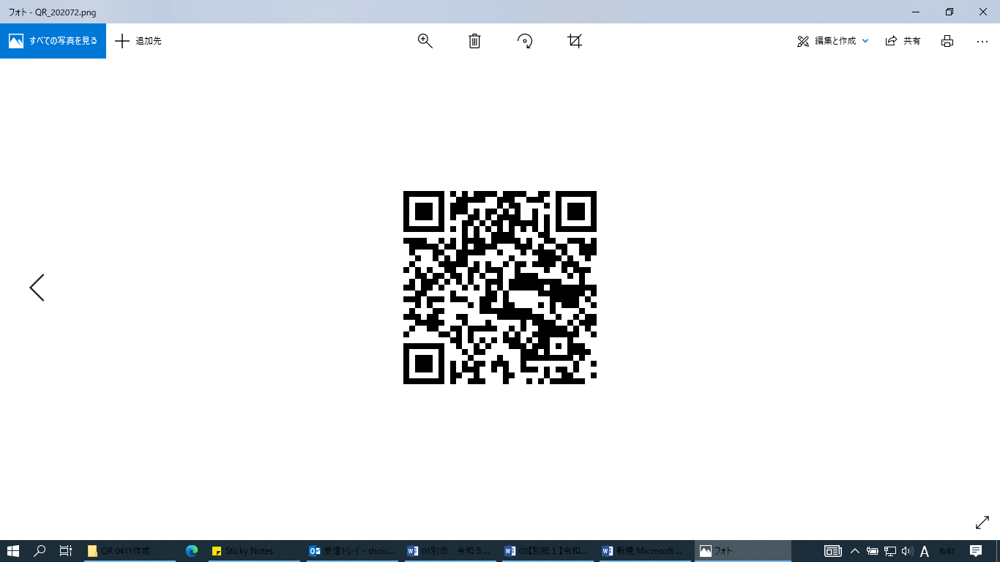 フォト - QR_202072.png
すべての写真を見る
追加先
編集と作成
共有
QR 0411作成
Sticky Notes
受信トレイ - shoic...
01別添　令和５...
03【別紙１】令和...
新規 Microsoft ...
フォト
A
8:43